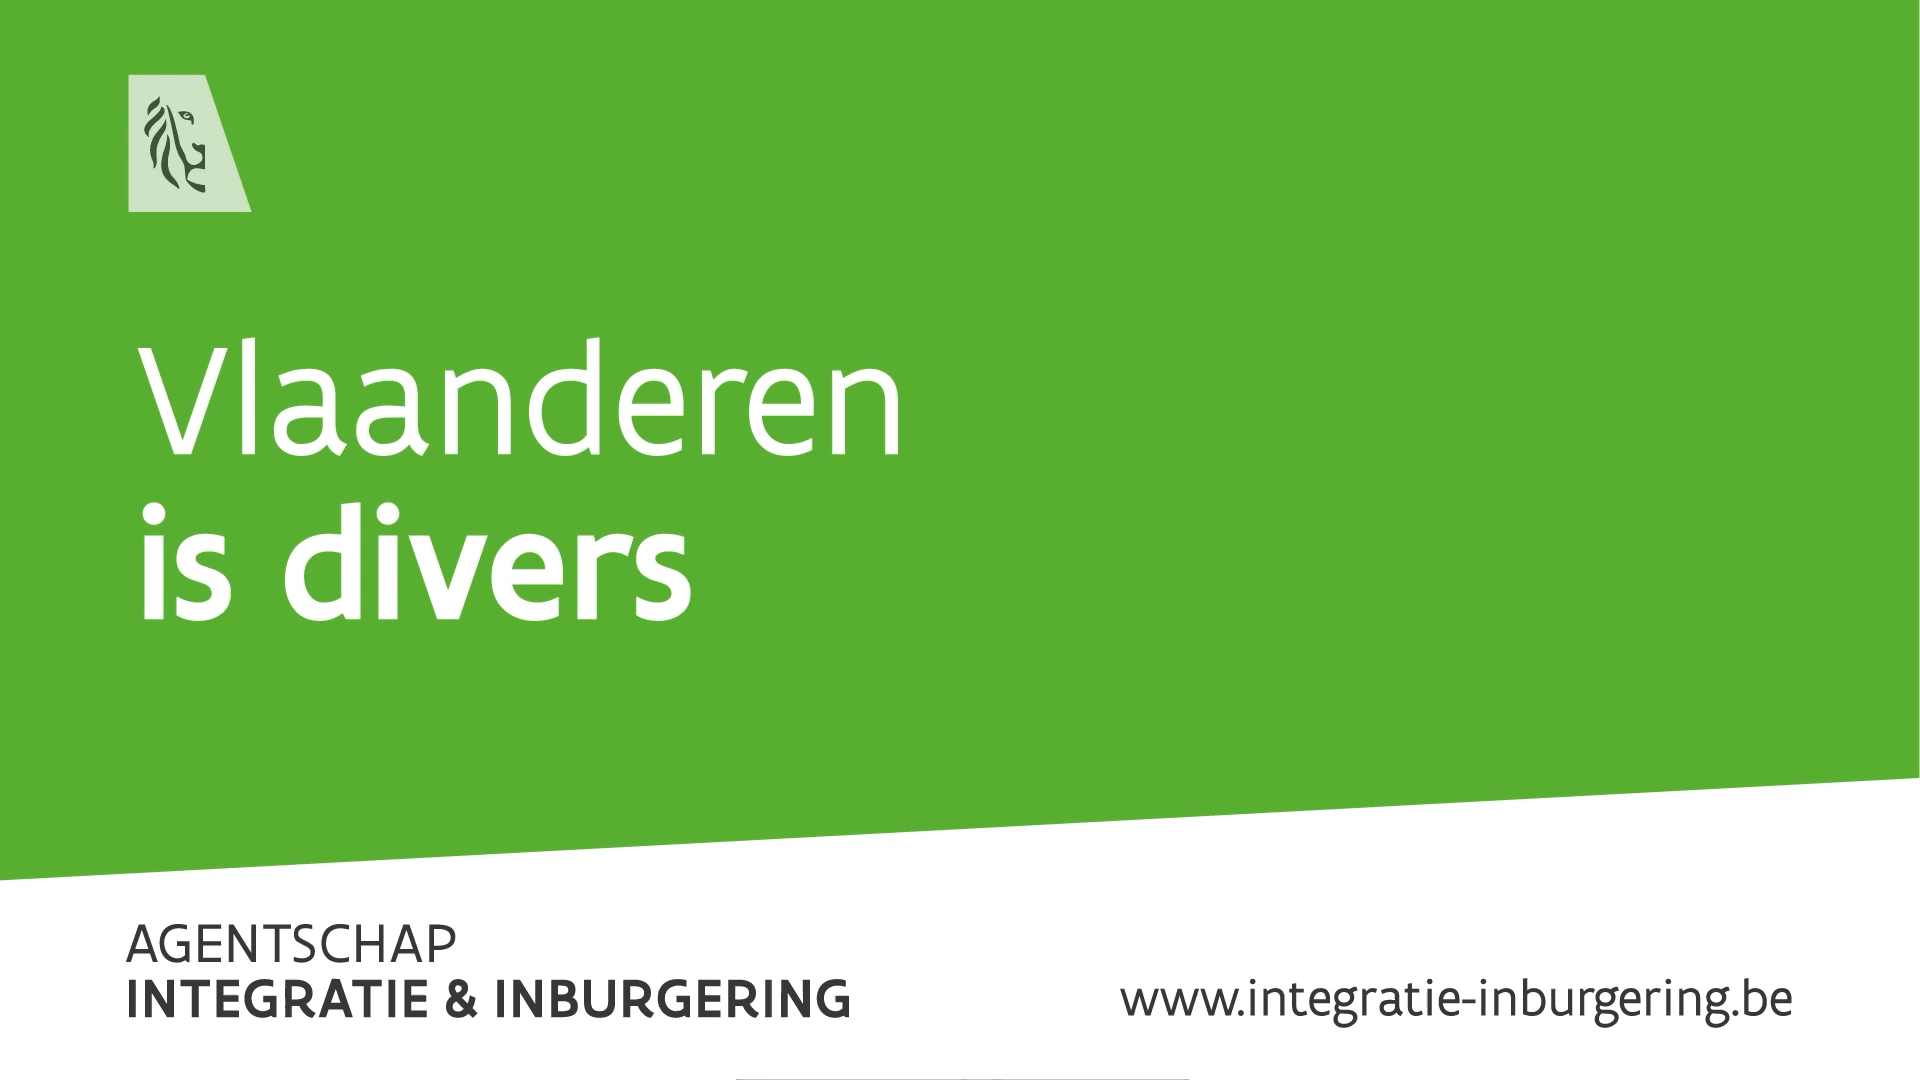 Vlaanderen
is divers
AGENTSCHAP
INTEGRATIE & INBURGERING
www.integratie-inburgering.be